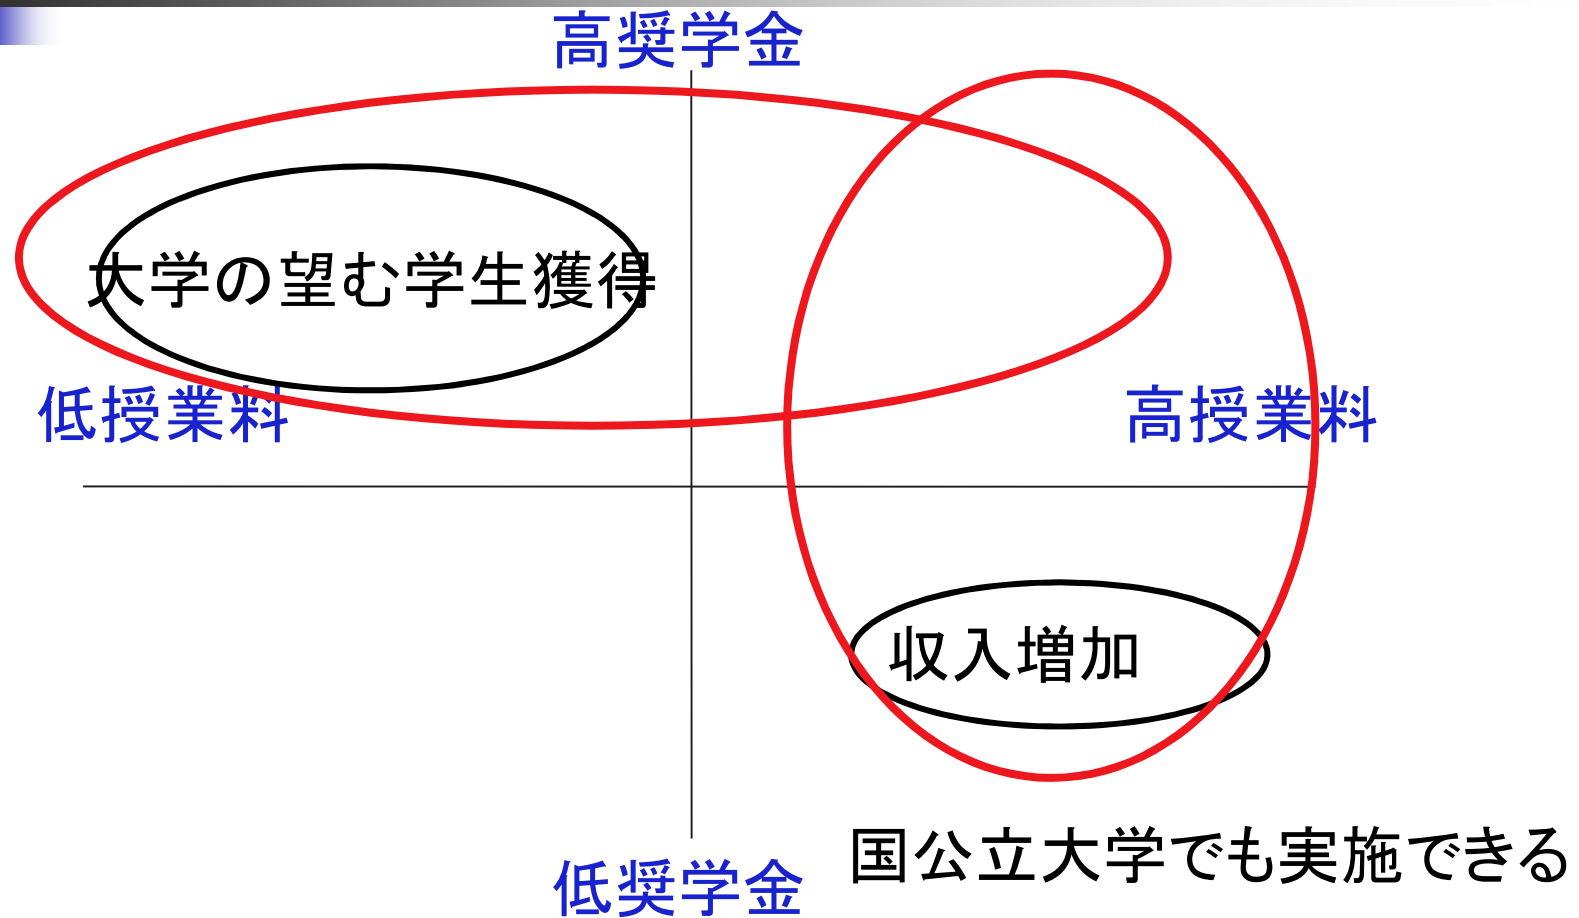 高奨学金
大学の望む学生獲得
低授業料
高授業料
収入増加
国公立大学でも実施できる
低奨学金